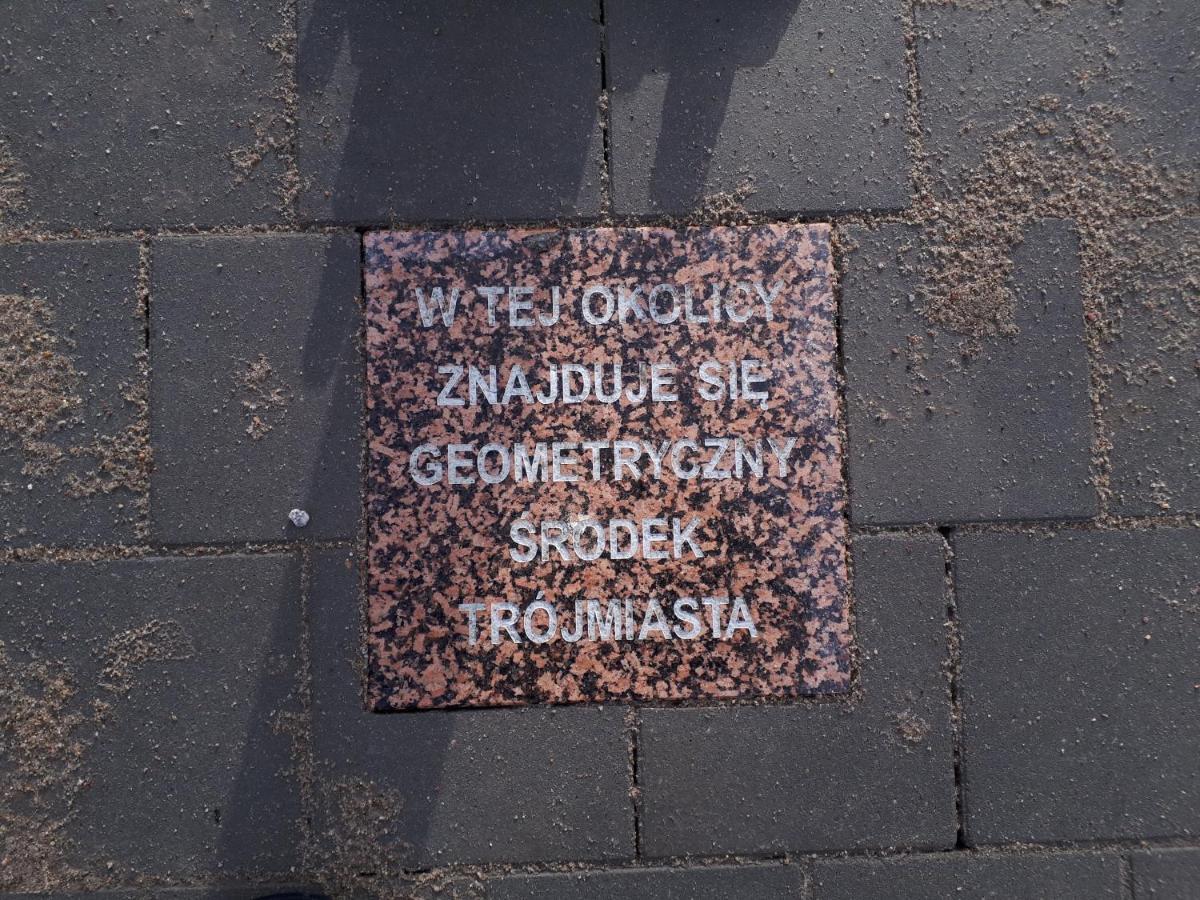 W TEJ OKOLICY
ZNAJDUJE SIĘ
GEOMETRYCZNY
ŚRODEK
TRÓJMIASTA